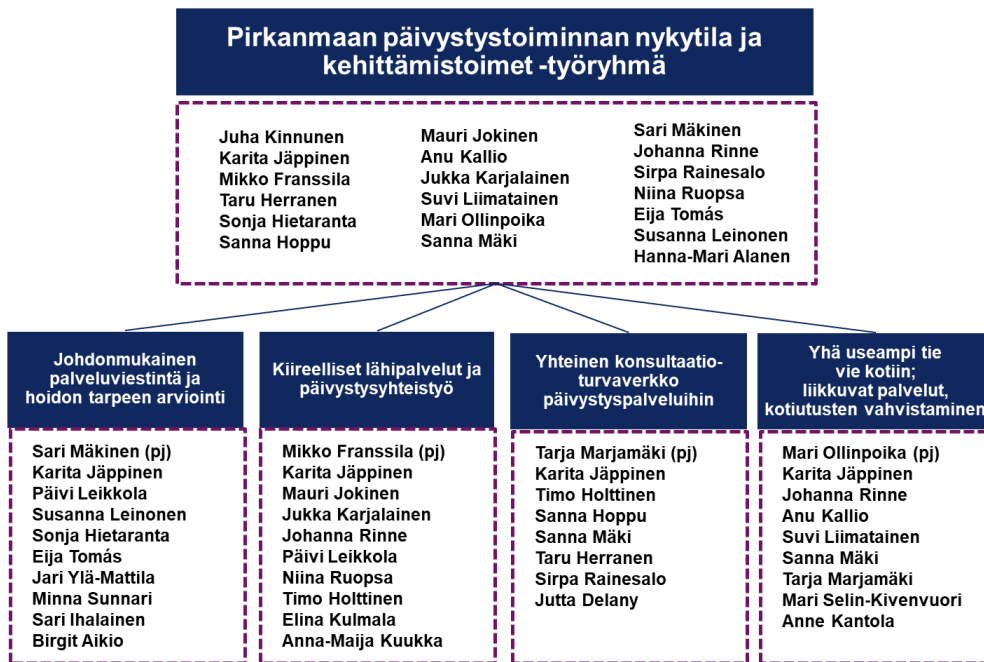 Pirkanmaan päivystystoiminnan nykytila ja
kehittämistoimet -työryhmä
Juha Kinnunen
Karita Jäppinen
Mikko Franssila
Taru Herranen
Sonja Hietaranta
Sanna Hoppu
Mauri Jokinen
Anu Kallio
Jukka Karjalainen
Suvi Liimatainen
Mari Ollinpoika
Sanna Mäki
Sari Mäkinen
Johanna Rinne
Sirpa Rainesalo
Niina Ruopsa
Eija Tomás
Susanna Leinonen
Hanna-Mari Alanen
Johdonmukainen
palveluviestintä ja
hoidon tarpeen arviointi
Sari Mäkinen (pj)
Karita Jäppinen
Päivi Leikkola
Susanna Leinonen
Sonja Hietaranta
Eija Tomás
Jari Ylä-Mattila
Minna Sunnari
Sari Ihalainen
Birgit Aikio
Kiireelliset lähipalvelut ja
päivystysyhteistyö
Mikko Franssila (pj)
Karita Jäppinen
Mauri Jokinen
Jukka Karjalainen
Johanna Rinne
Päivi Leikkola
Niina Ruopsa
Timo Holttinen
Elina Kulmala
Anna-Maija Kuukka
Yhteinen konsultaatio-
turvaverkko
päivystyspalveluihin
Tarja Marjamäki (pj)
Karita Jäppinen
Timo Holttinen
Sanna Hoppu
Sanna Mäki
Taru Herranen
Sirpa Rainesalo
Jutta Delany
Yhä useampi tie
vie kotiin;
liikkuvat palvelut,
kotiutusten vahvistaminen
Mari Ollinpoika (pj)
Karita Jäppinen
Johanna Rinne
Anu Kallio
Suvi Liimatainen
Sanna Mäki
Tarja Marjamäki
Mari Selin-Kivenvuori
Anne Kantola